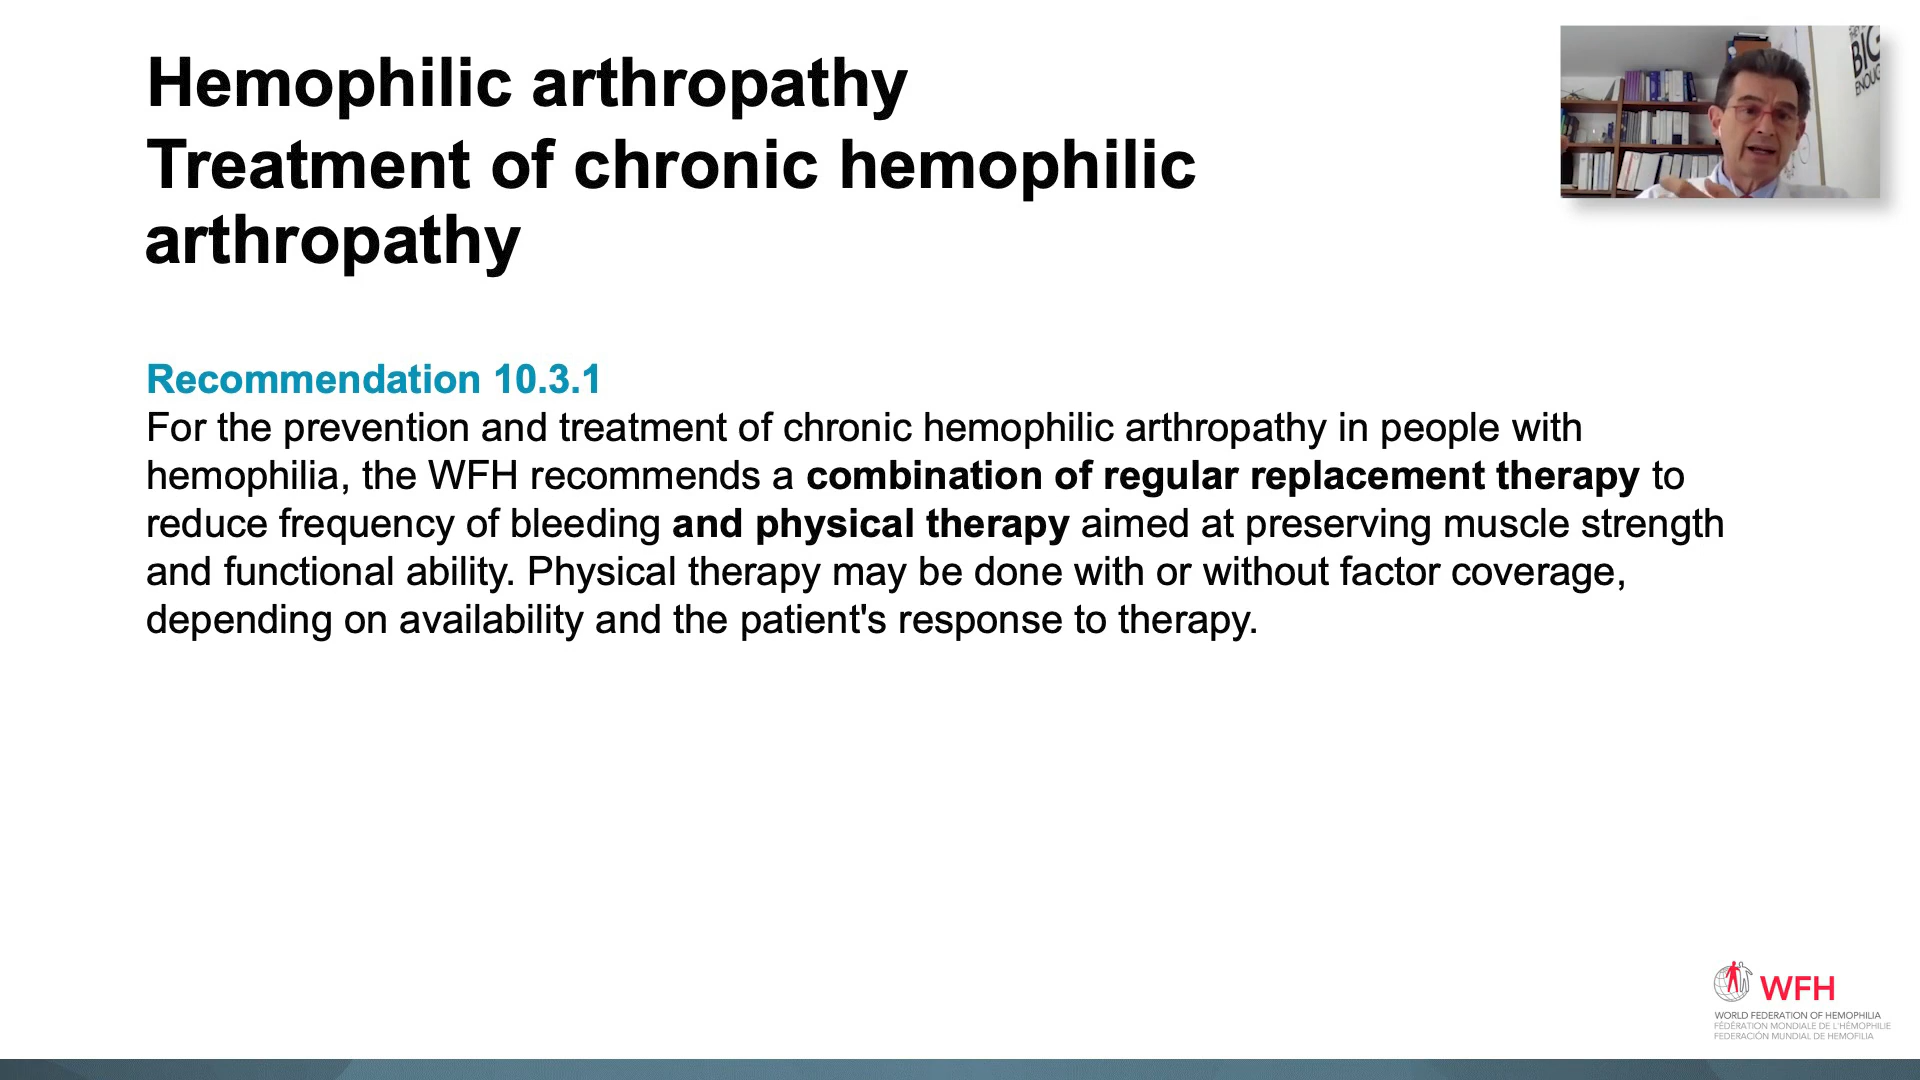 Hemophilic arthropathy
Treatment of chronic hemophilic
arthropathy
BIG
ENOUG
Recommendation 10.3.1
For the prevention and treatment of chronic hemophilic arthropathy in people with
hemophilia, the WFH recommends a combination of regular replacement therapy to
reduce frequency of bleeding and physical therapy aimed at preserving muscle strength
and functional ability. Physical therapy may be done with or without factor coverage,
depending on availability and the patient's response to therapy.
WFH
WORLD FEDERATION OF HEMOPHILIA
FÉDÉRATION MONDIALE DE L'HÉMOPHILIE
FEDERACIÓN MUNDIAL DE HEMOFILIA